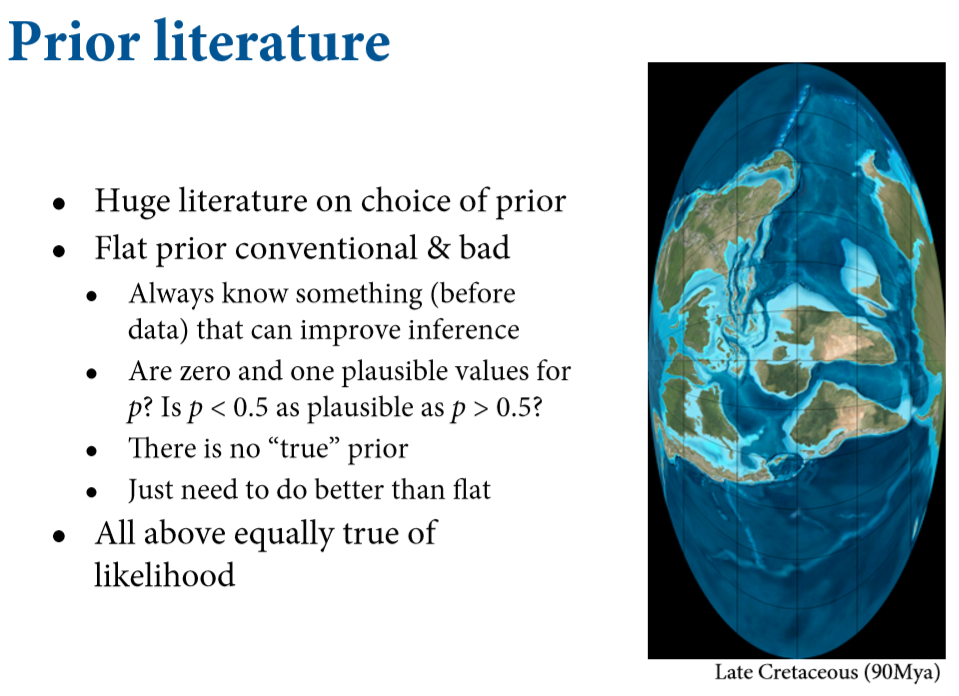 Prior literature
• Huge literature on choice of prior
• Flat prior conventional & bad
• Always know something (before
data) that can improve inference
• Are zero and one plausible values for
p? Is p < 0.5 as plausible as p > 0.5?
• There is no “true” prior
• Just need to do better than flat
• All above equally true of
likelihood
Late Cretaceous (90Mya)